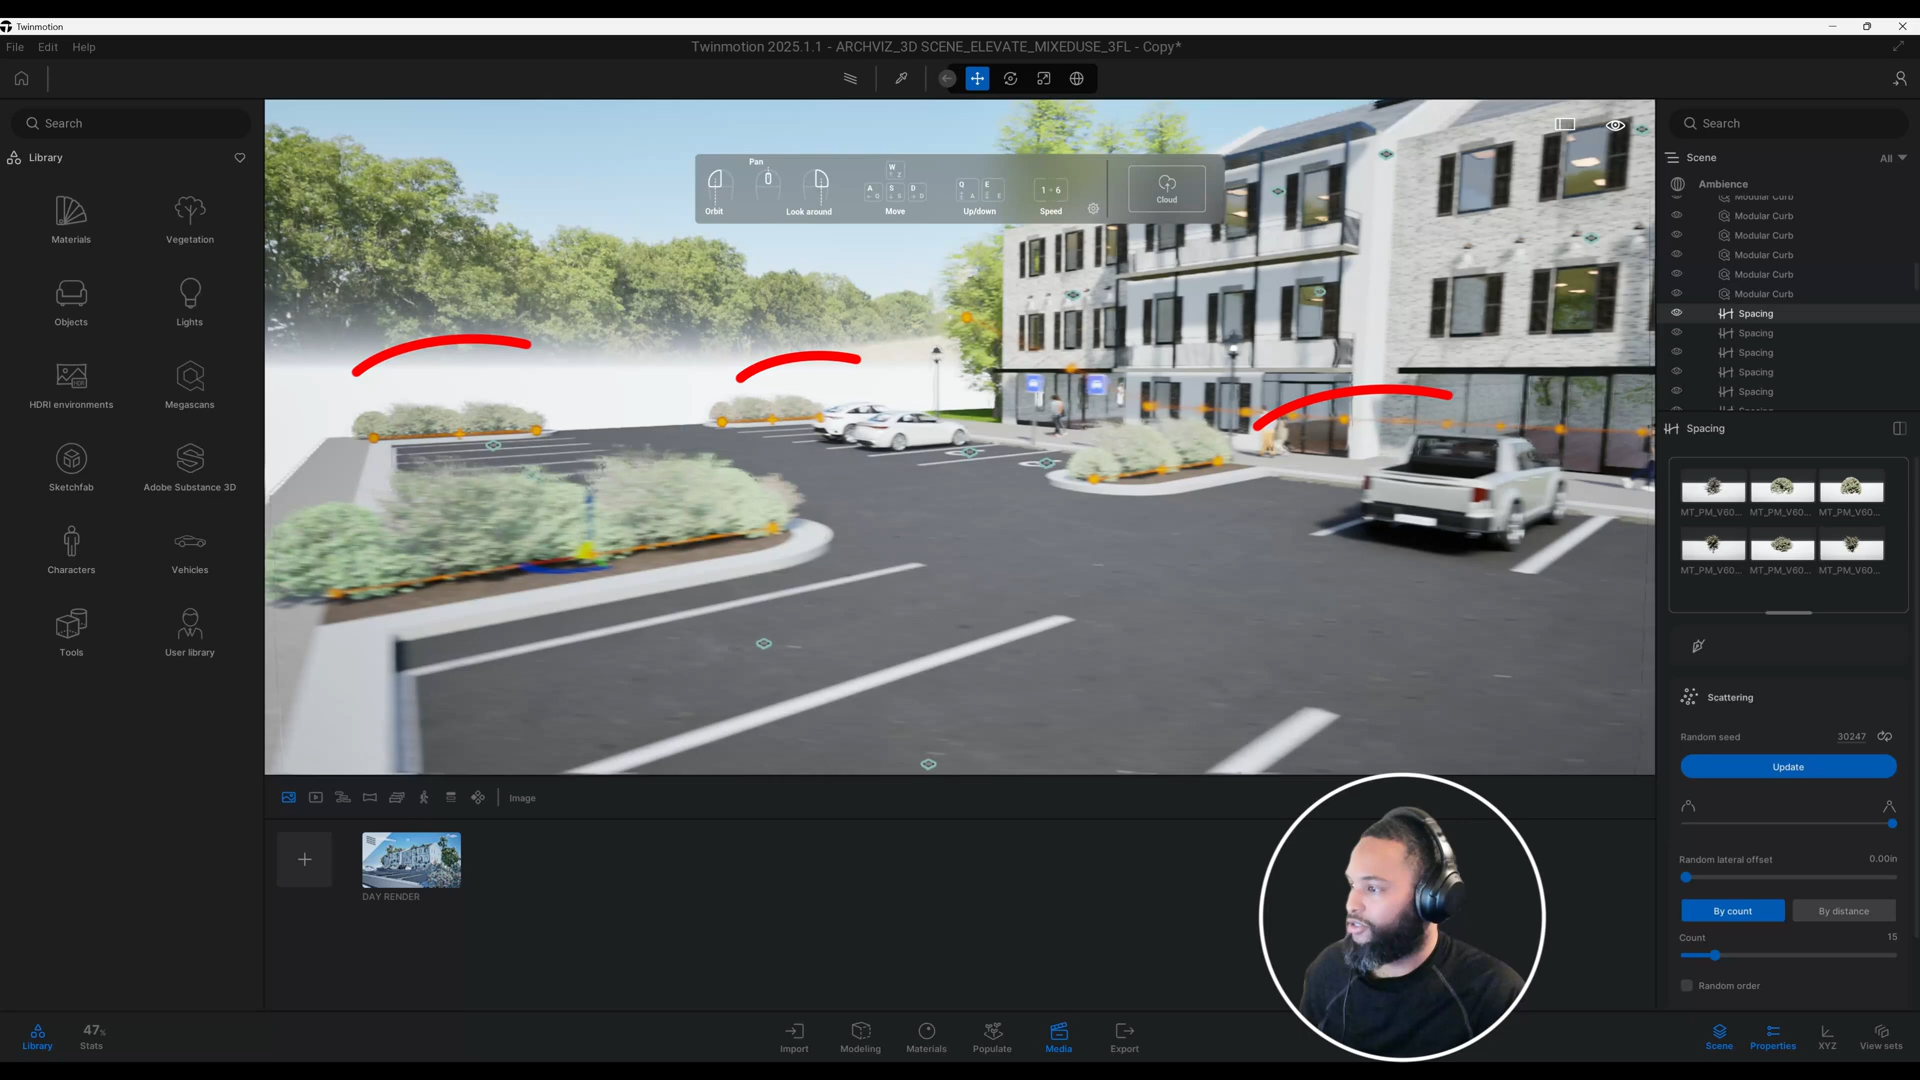 Twinmotion
File Edit Help
Twinmotion 2025.1.1 - ARCHVIZ_3D SCENE_ELEVATE_MIXEDUSE_3FL - Copy*
Search
Library
Materials
Vegetation
Objects
Lights
HDRI environments
Megascans
Sketchfab
Adobe Substance 3D
Characters
Vehicles
Tools
User library
Pan
Orbit
Look around
W
A S D
Move
Q E
Up/down
1 - 6
Speed
Cloud
Search
Scene
All
Ambience
Modular Curb
Modular Curb
Modular Curb
Modular Curb
Modular Curb
Modular Curb
Spacing
Spacing
Spacing
Spacing
Spacing
Spacing
MT_PM_V60... MT_PM_V60... MT_PM_V60...
MT_PM_V60... MT_PM_V60... MT_PM_V60...
Scattering
Random seed 30247
Update
Random lateral offset 0.00in
By count By distance
Count 15
Random order
Image
DAY RENDER
Library
47%
Stats
Import
Modeling
Materials
Populate
Media
Export
Scene
Properties
XYZ
View sets